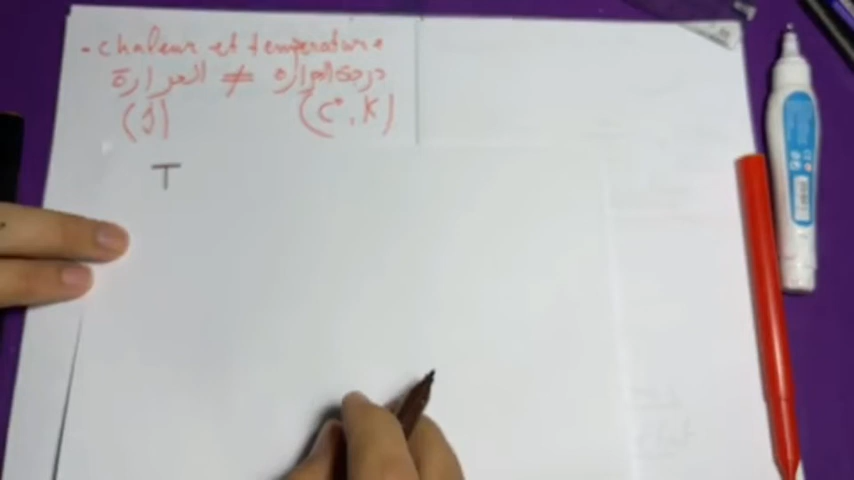 - chaleur et température
الحرارة ≠ درجة الحرارة
(J) (C°, K)
T